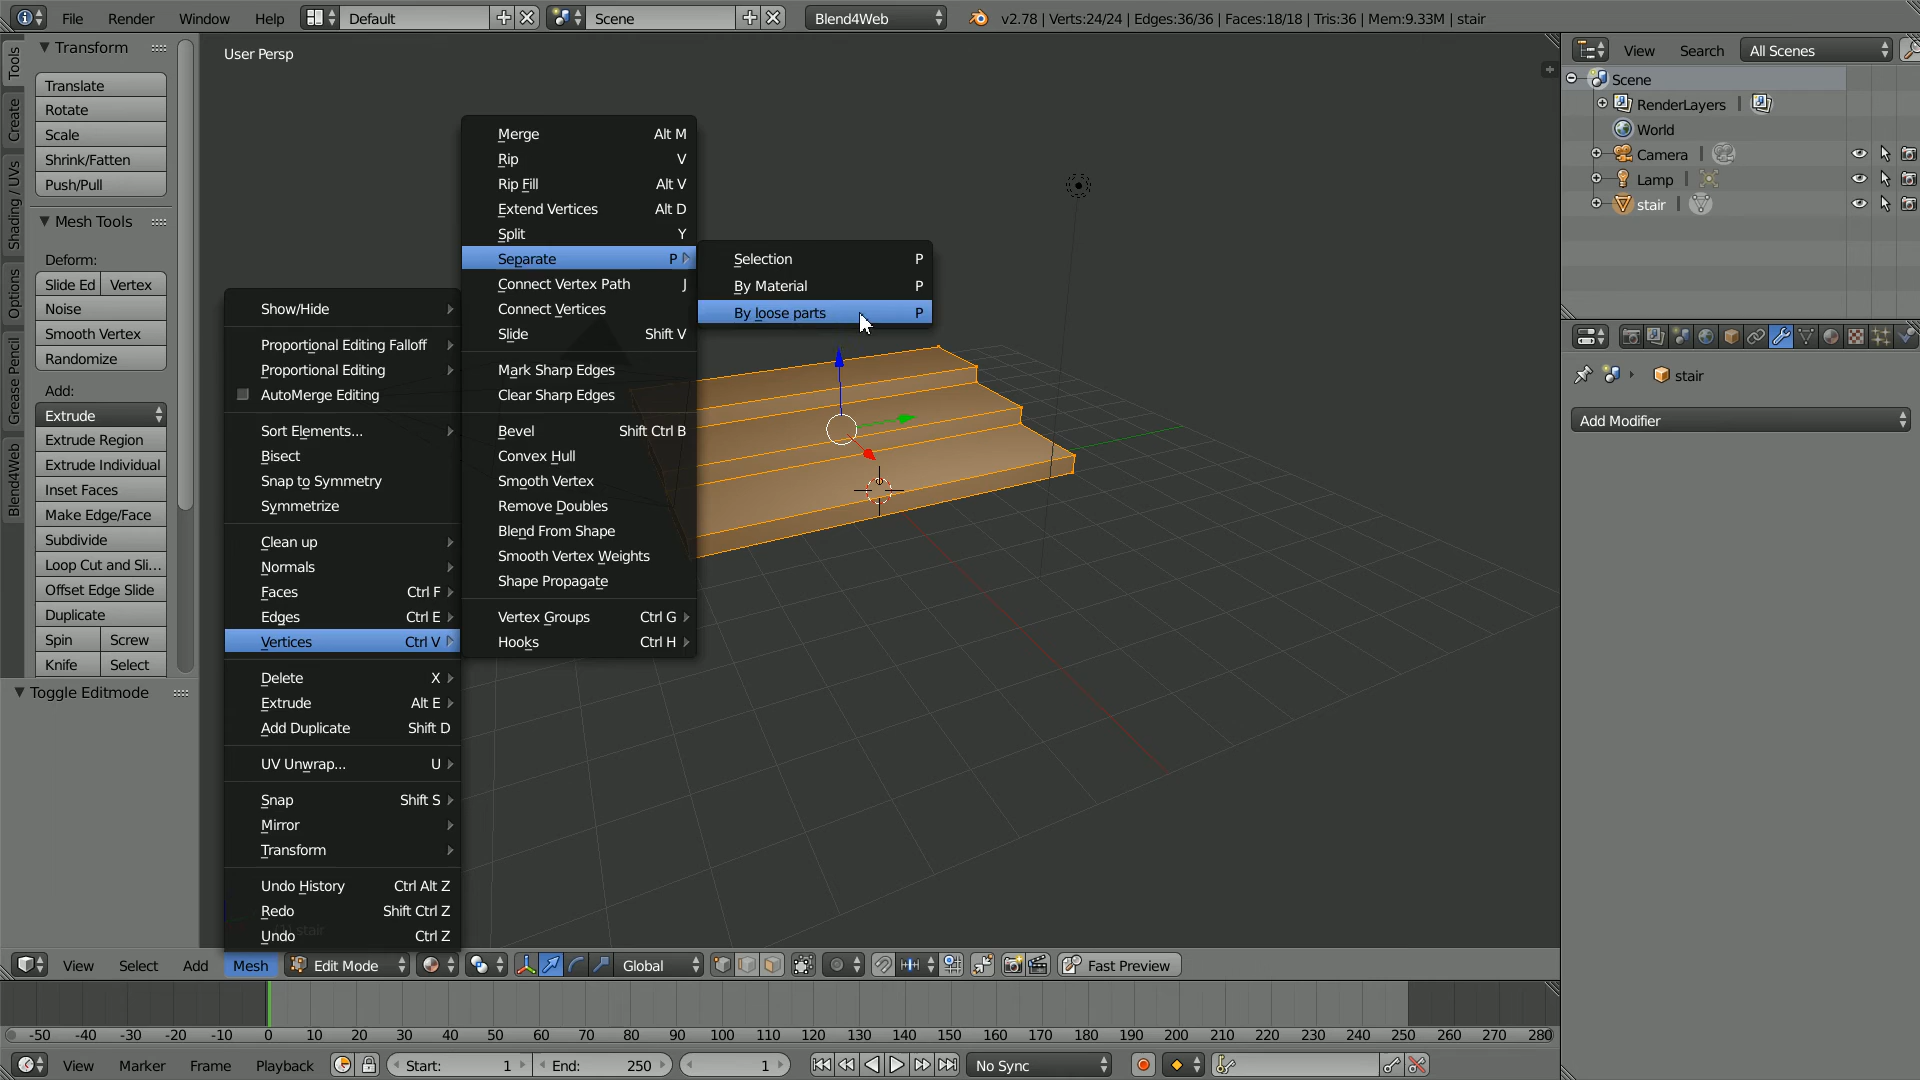 File Render Window Help Default Scene Blend4Web v2.78 | Verts:24/24 | Edges:36/36 | Faces:18/18 | Tris:36 | Mem:9.33M | stair
Tools
Create
Shading / UVs
Options
Grease Pencil
Blend4Web
Transform
Translate
Rotate
Scale
Shrink/Fatten
Push/Pull
Mesh Tools
Deform:
Slide Ed Vertex
Noise
Smooth Vertex
Randomize
Add:
Extrude
Extrude Region
Extrude Individual
Inset Faces
Make Edge/Face
Subdivide
Loop Cut and Sli...
Offset Edge Slide
Duplicate
Spin Screw
Knife Select
Toggle Editmode
User Persp
Show/Hide
Proportional Editing Falloff
Proportional Editing
AutoMerge Editing
Sort Elements...
Bisect
Snap to Symmetry
Symmetrize
Clean up
Normals
Faces Ctrl F
Edges Ctrl E
Vertices Ctrl V
Delete X
Extrude Alt E
Add Duplicate Shift D
UV Unwrap... U
Snap Shift S
Mirror
Transform
Undo History Ctrl Alt Z
Redo Shift Ctrl Z
Undo Ctrl Z
Merge Alt M
Rip V
Rip Fill Alt V
Extend Vertices Alt D
Split Y
Separate P
Connect Vertex Path J
Connect Vertices
Slide Shift V
Mark Sharp Edges
Clear Sharp Edges
Bevel Shift Ctrl B
Convex Hull
Smooth Vertex
Remove Doubles
Blend From Shape
Smooth Vertex Weights
Shape Propagate
Vertex Groups Ctrl G
Hooks Ctrl H
Selection P
By Material P
By loose parts P
View Search All Scenes
Scene
RenderLayers |
World
Camera |
Lamp |
stair |
stair
Add Modifier
View Select Add Mesh Edit Mode Global Fast Preview
-50 -40 -30 -20 -10 0 10 20 30 40 50 60 70 80 90 100 110 120 130 140 150 160 170 180 190 200 210 220 230 240 250 260 270 280
View Marker Frame Playback Start: 1 End: 250 1 No Sync